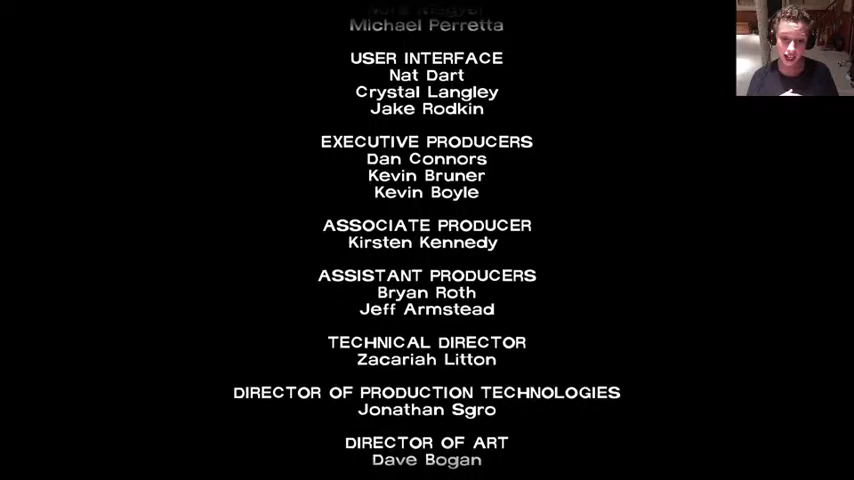 Michael Perretta
USER INTERFACE
Nat Dart
Crystal Langley
Jake Rodkin
EXECUTIVE PRODUCERS
Dan Connors
Kevin Bruner
Kevin Boyle
ASSOCIATE PRODUCER
Kirsten Kennedy
ASSISTANT PRODUCERS
Bryan Roth
Jeff Armstead
TECHNICAL DIRECTOR
Zacariah Litton
DIRECTOR OF PRODUCTION TECHNOLOGIES
Jonathan Sgro
DIRECTOR OF ART
Dave Bogan